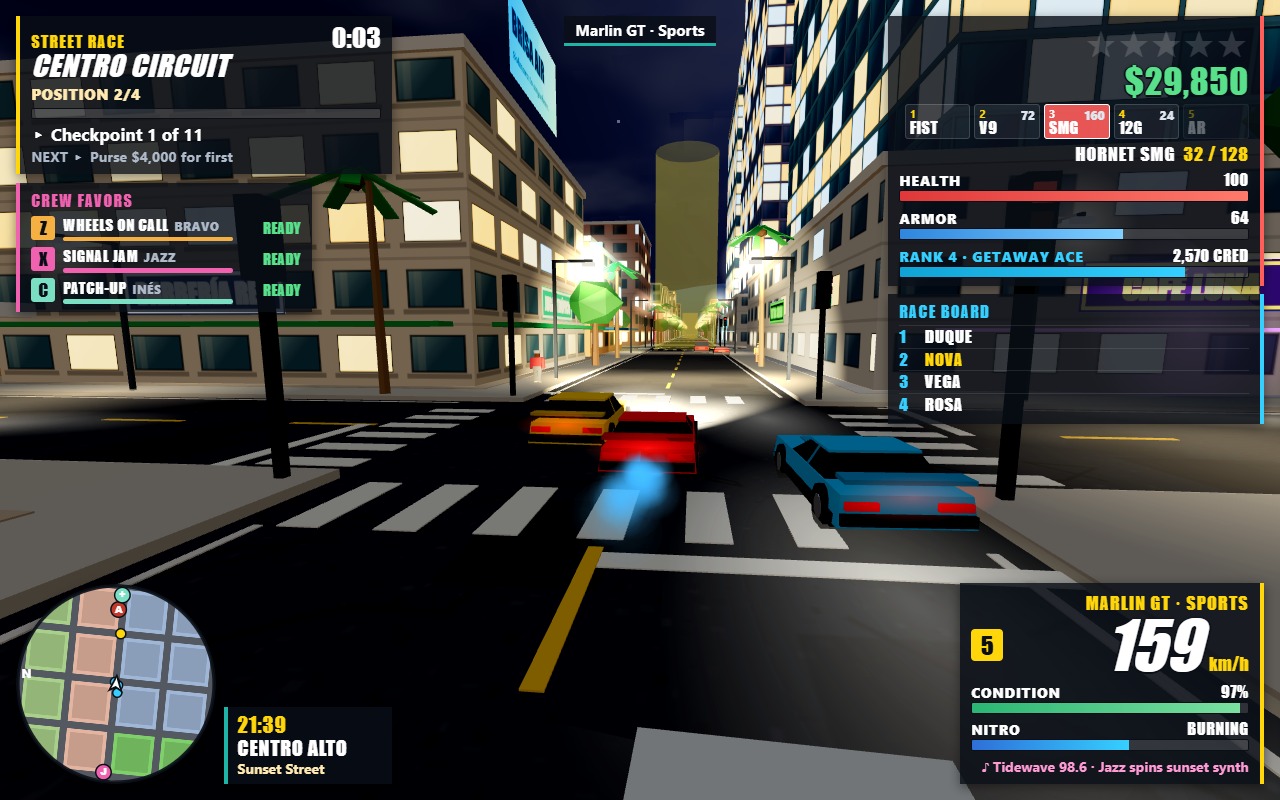 STREET RACE
0:03
CENTRO CIRCUIT
POSITION 2/4
▸ Checkpoint 1 of 11
NEXT ▸ Purse $4,000 for first
CREW FAVORS
Z WHEELS ON CALL BRAVO READY
X SIGNAL JAM JAZZ READY
C PATCH-UP INÉS READY
Marlin GT · Sports
$29,850
1 FIST
2 V9 72
3 SMG 160
4 12G 24
5 AR
HORNET SMG 32 / 128
HEALTH 100
ARMOR 64
RANK 4 · GETAWAY ACE 2,570 CRED
RACE BOARD
1 DUQUE
2 NOVA
3 VEGA
4 ROSA
CAFE LUNA
A
N
J
21:39
CENTRO ALTO
Sunset Street
MARLIN GT · SPORTS
5 159 km/h
CONDITION 97%
NITRO BURNING
♪ Tidewave 98.6 · Jazz spins sunset synth